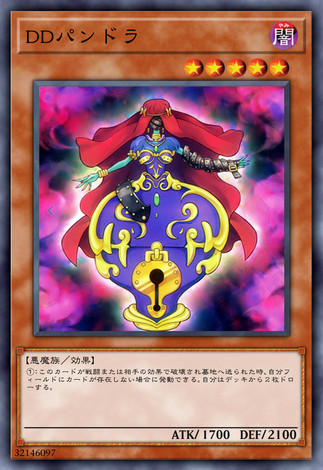 DDパンドラ
闇
やみ
【悪魔族／効果】
①:このカードが戦闘または相手の効果で破壊され墓地へ送られた時、自分フ
ィールドにカードが存在しない場合に発動できる。自分はデッキから２枚ドロ
ーする。
ATK/ 1700 DEF/ 2100
32146097